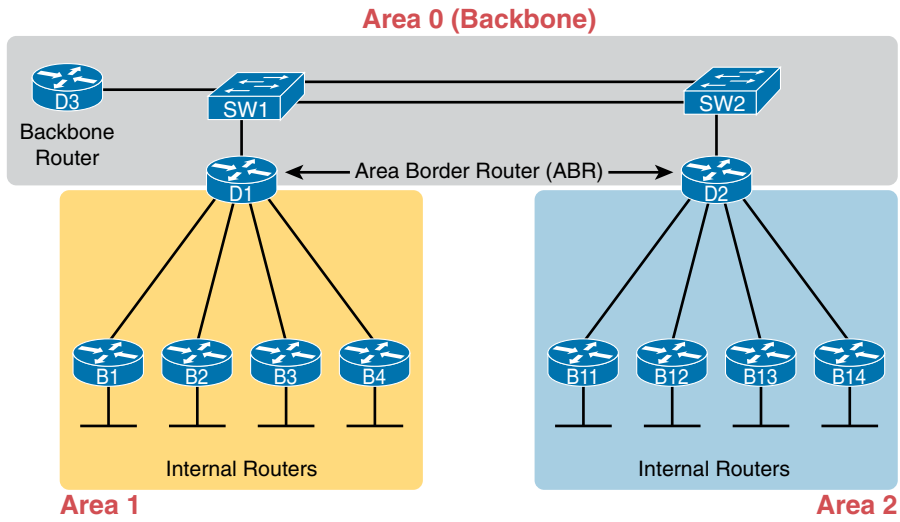 Area 0 (Backbone)
D3
SW1
SW2
Backbone
Router
Area Border Router (ABR)
D1
D2
B1
B2
B3
B4
B11
B12
B13
B14
Internal Routers
Internal Routers
Area 1
Area 2